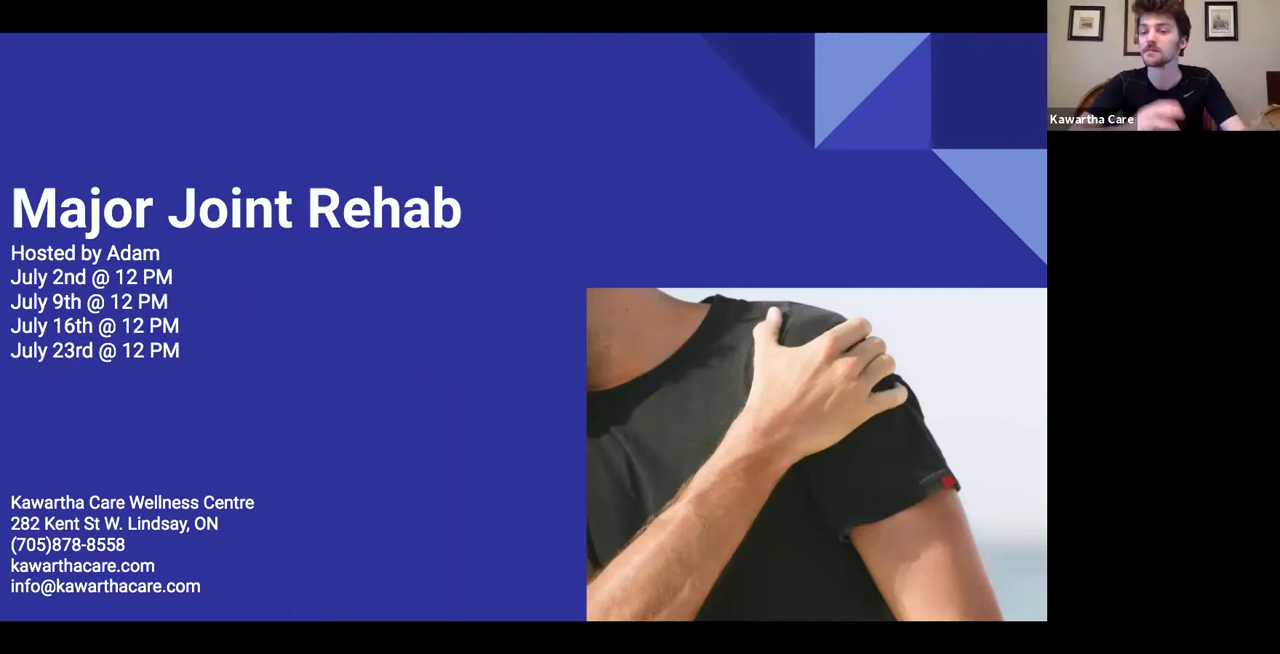 Major Joint Rehab
Hosted by Adam
July 2nd @ 12 PM
July 9th @ 12 PM
July 16th @ 12 PM
July 23rd @ 12 PM
Kawartha Care Wellness Centre
282 Kent St W. Lindsay, ON
(705)878-8558
kawarthacare.com
info@kawarthacare.com
Kawartha Care